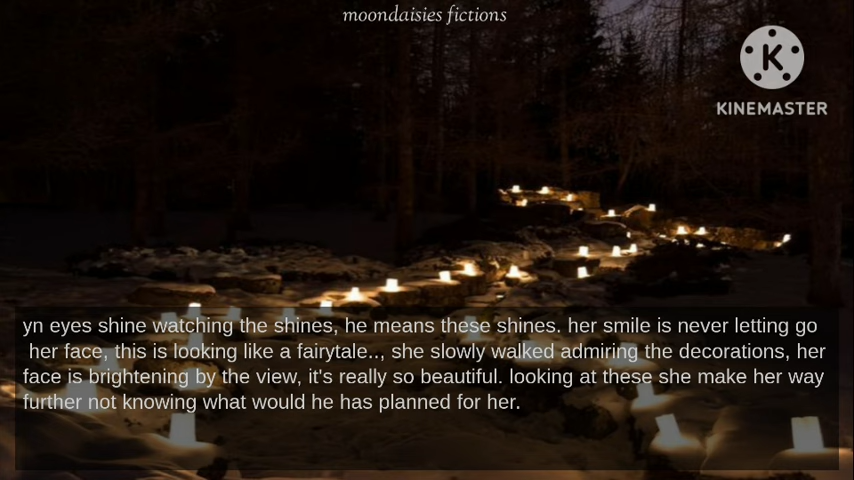 moondaisies fictions
KINEMASTER
yn eyes shine watching the shines, he means these shines. her smile is never letting go
her face, this is looking like a fairytale.., she slowly walked admiring the decorations, her
face is brightening by the view, it's really so beautiful. looking at these she make her way
further not knowing what would he has planned for her.